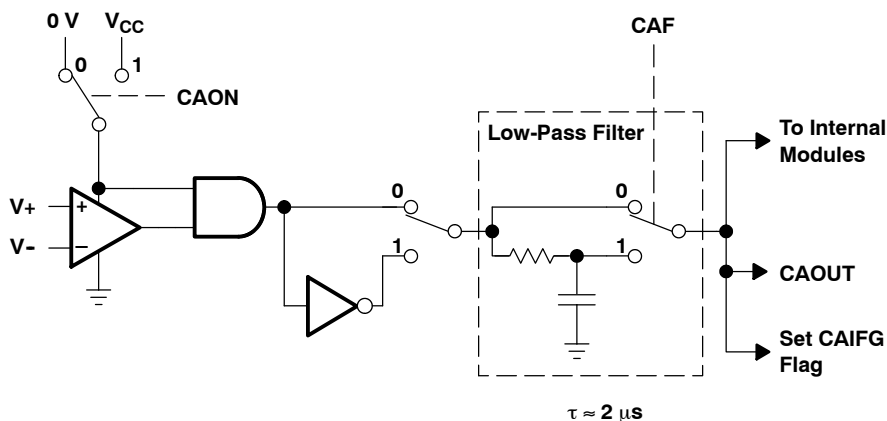 0 V
VCC
CAF
0
1
CAON
Low-Pass Filter
To Internal
Modules
V+
+
0
0
V-
−
1
1
CAOUT
Set CAIFG
Flag
τ ≈ 2 μs